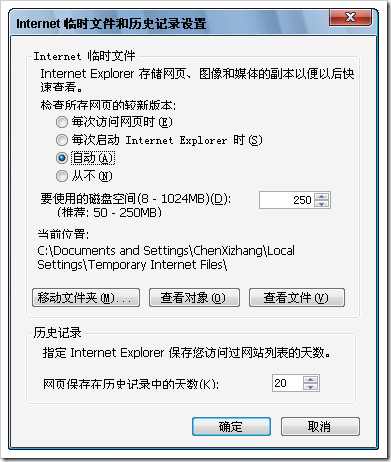 Internet 临时文件和历史记录设置
Internet 临时文件
Internet Explorer 存储网页、图像和媒体的副本以便以后快
速查看。
检查所存网页的较新版本:
每次访问网页时(E)
每次启动 Internet Explorer 时(S)
自动(A)
从不(N)
要使用的磁盘空间(8 - 1024MB)(D): 250
(推荐: 50 - 250MB)
当前位置:
C:\Documents and Settings\ChenXizhang\Local
Settings\Temporary Internet Files\
移动文件夹(M)... 查看对象(O) 查看文件(V)
历史记录
指定 Internet Explorer 保存您访问过网站列表的天数。
网页保存在历史记录中的天数(K): 20
确定 取消